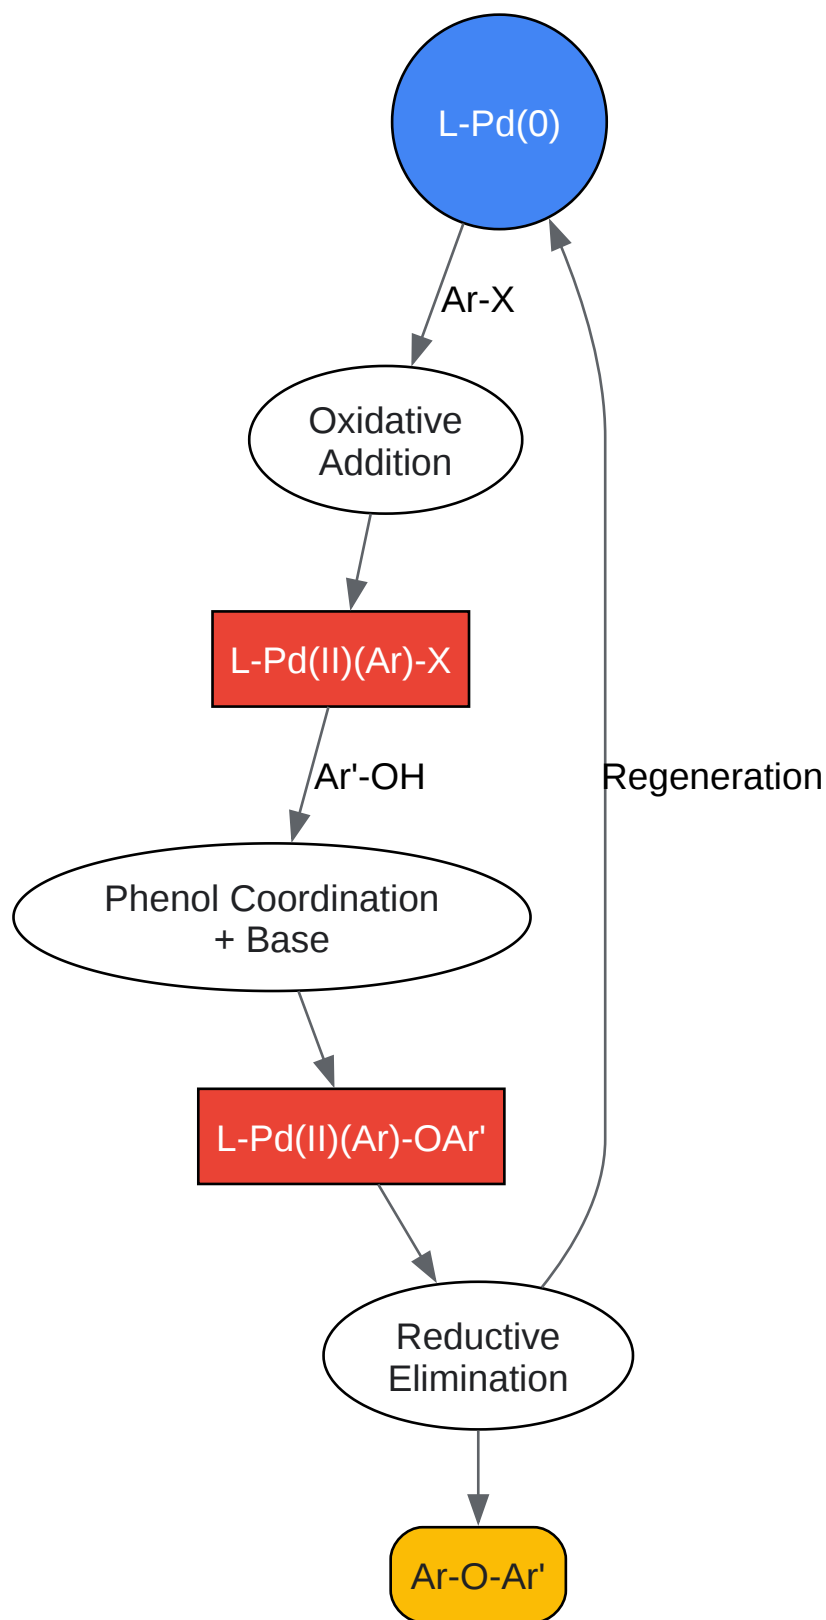 L-Pd(0)
Ar-X
Oxidative
Addition
L-Pd(II)(Ar)-X
Ar'-OH
Regeneration
Phenol Coordination
+ Base
L-Pd(II)(Ar)-OAr'
Reductive
Elimination
Ar-O-Ar'